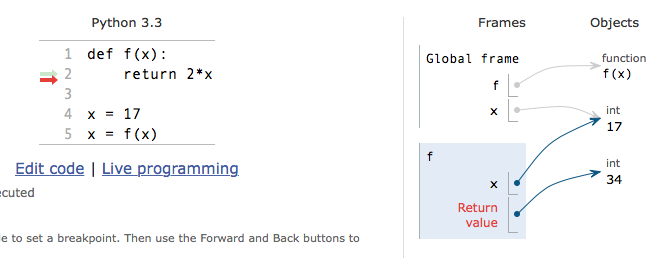 Python 3.3
1 def f(x):
2     return 2*x
3
4 x = 17
5 x = f(x)
Edit code | Live programming
ecuted
le to set a breakpoint. Then use the Forward and Back buttons to
Frames Objects
Global frame
f
x
function
f(x)
int
17
f
x
Return
value
int
34